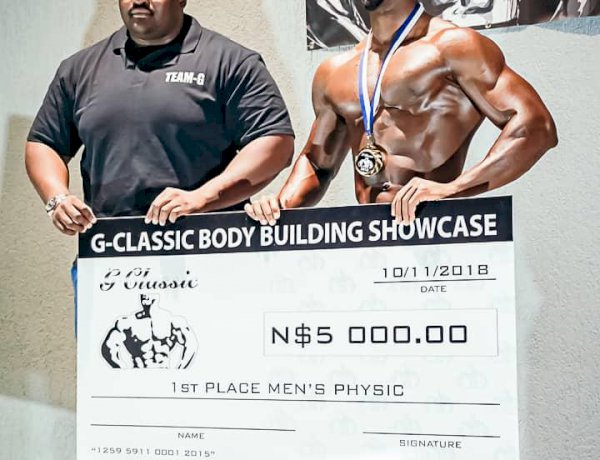 TEAM-G
G-CLASSIC BODY BUILDING SHOWCASE
G Classic
10/11/2018
DATE
N$5 000.00
1ST PLACE MEN'S PHYSIC
NAME
SIGNATURE
"1259 5911 0001 2015"